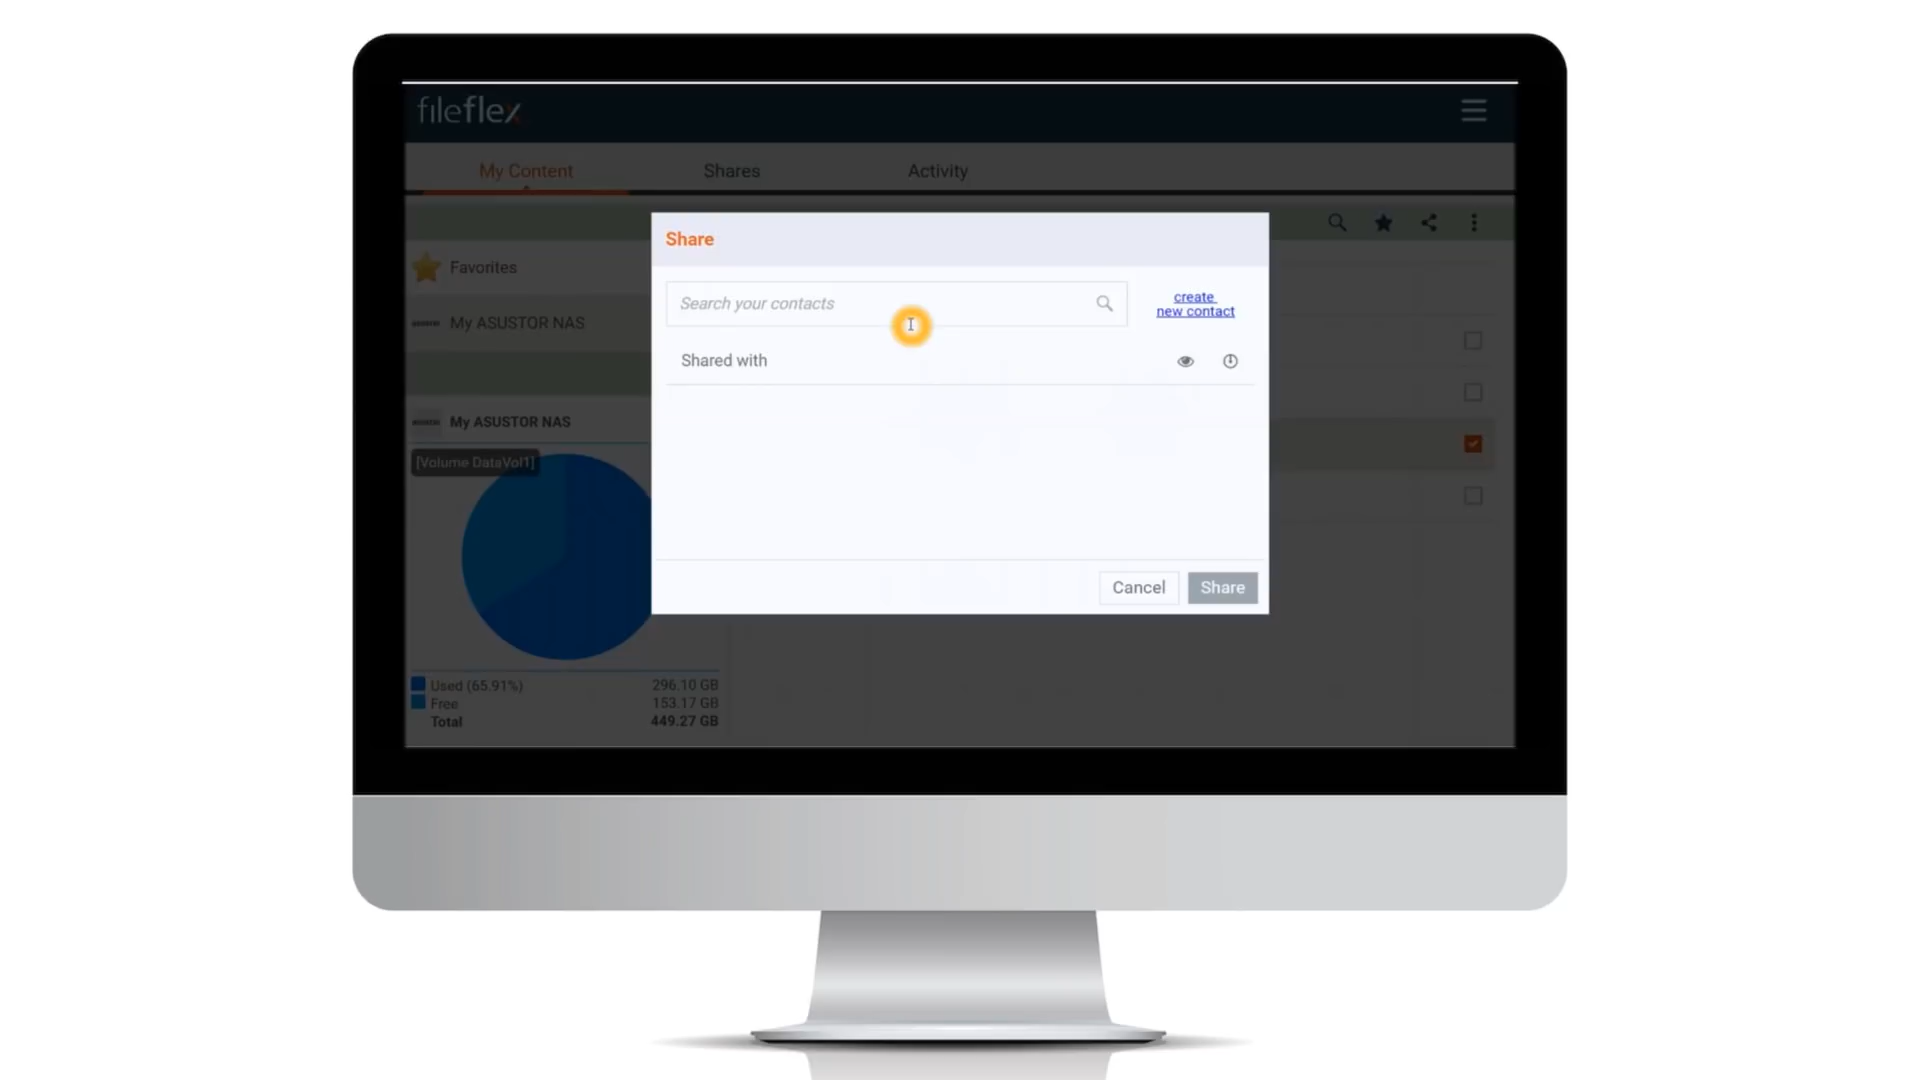 fileflex
My Content
Shares
Activity
Favorites
My ASUSTOR NAS
My ASUSTOR NAS
[Volume DataVol1]
Used (65.91%) 296.10 GB
Free 153.17 GB
Total 449.27 GB
Share
Search your contacts
create
new contact
Shared with
Cancel
Share